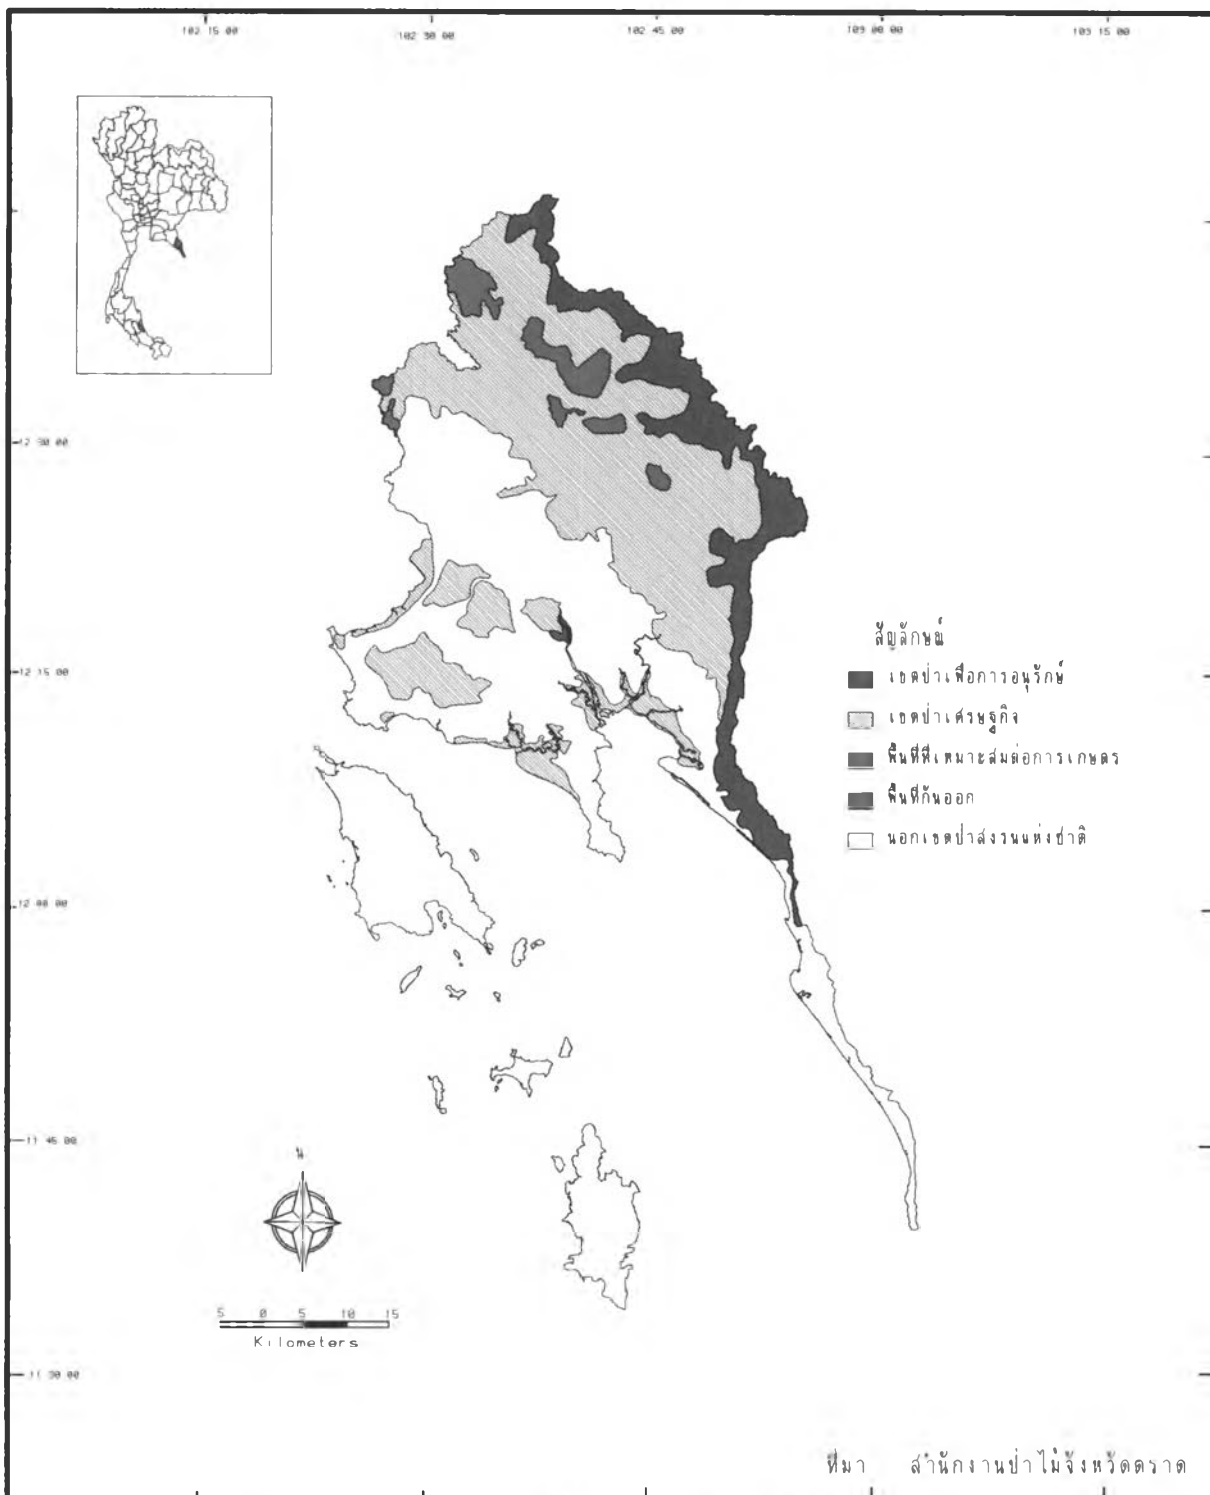 102 15 00 102 30 00 102 45 00 103 00 00 103 15 00
12 30 00
12 15 00
12 00 00
11 45 00
11 30 00
สัญลักษณ์
เขตป่าเพื่อการอนุรักษ์
เขตป่าเศรษฐกิจ
พื้นที่ที่เหมาะสมต่อการเกษตร
พื้นที่กันออก
นอกเขตป่าสงวนแห่งชาติ
น
5 0 5 10 15
Kilometers
ที่มา สำนักงานป่าไม้จังหวัดตราด